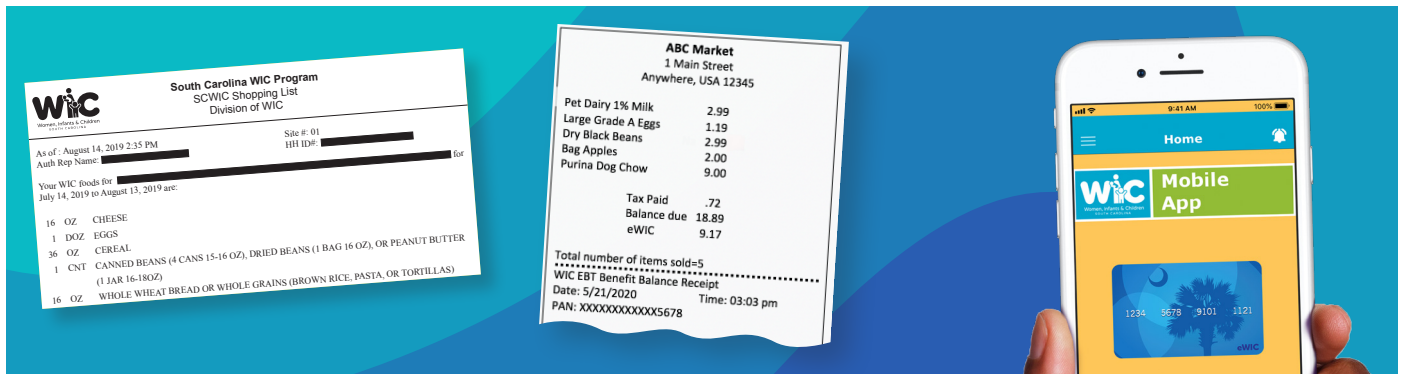 WiC
Women, Infants & Children
SOUTH CAROLINA
South Carolina WIC Program
SCWIC Shopping List
Division of WIC
As of : August 14, 2019 2:35 PM
Auth Rep Name:
Site #: 01
HH ID#:
Your WIC foods for for
July 14, 2019 to August 13, 2019 are:
16 OZ CHEESE
1 DOZ EGGS
36 OZ CEREAL
1 CNT CANNED BEANS (4 CANS 15-16 OZ), DRIED BEANS (1 BAG 16 OZ), OR PEANUT BUTTER
(1 JAR 16-18OZ)
16 OZ WHOLE WHEAT BREAD OR WHOLE GRAINS (BROWN RICE, PASTA, OR TORTILLAS)
ABC Market
1 Main Street
Anywhere, USA 12345
Pet Dairy 1% Milk 2.99
Large Grade A Eggs 1.19
Dry Black Beans 2.99
Bag Apples 2.00
Purina Dog Chow 9.00
Tax Paid .72
Balance due 18.89
eWIC 9.17
Total number of items sold=5
WIC EBT Benefit Balance Receipt
Date: 5/21/2020 Time: 03:03 pm
PAN: XXXXXXXXXXXX5678
9:41 AM 100%
Home
WiC
Women, Infants & Children
SOUTH CAROLINA
Mobile
App
1234 5678 9101 1121
eWIC